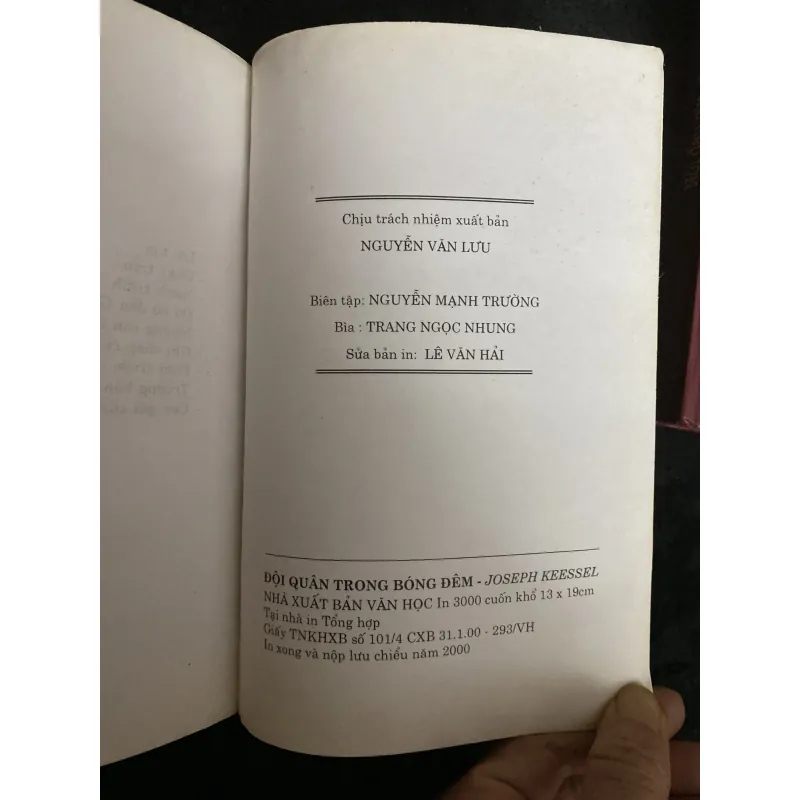 Chịu trách nhiệm xuất bản
NGUYỄN VĂN LƯU
Biên tập: NGUYỄN MẠNH TRƯỜNG
Bìa : TRANG NGỌC NHUNG
Sửa bản in: LÊ VĂN HẢI
ĐỘI QUÂN TRONG BÓNG ĐÊM - JOSEPH KEESSEL
NHÀ XUẤT BẢN VĂN HỌC In 3000 cuốn khổ 13 x 19cm
Tại nhà in Tổng hợp
Giấy TNKHXB số 101/4 CXB 31.1.00 - 293/VH
In xong và nộp lưu chiểu năm 2000